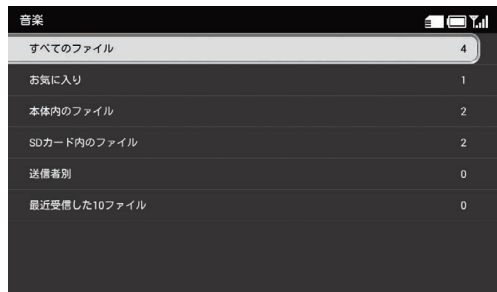 音楽
すべてのファイル 4
お気に入り 1
本体内のファイル 2
SDカード内のファイル 2
送信者別 0
最近受信した10ファイル 0